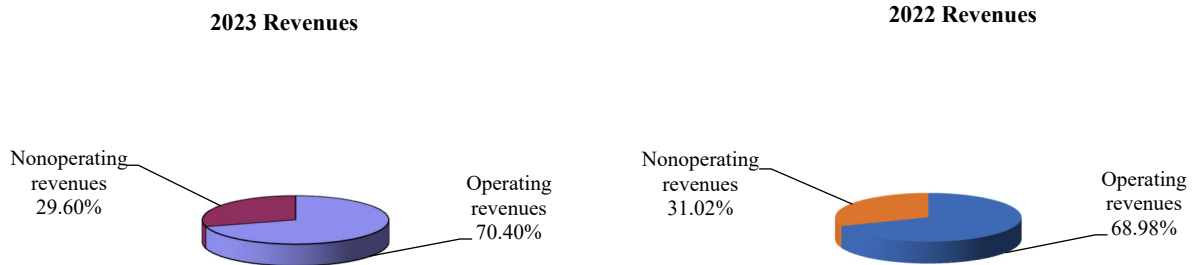 2023 Revenues
Nonoperating
revenues
29.60%
Operating
revenues
70.40%
2022 Revenues
Nonoperating
revenues
31.02%
Operating
revenues
68.98%